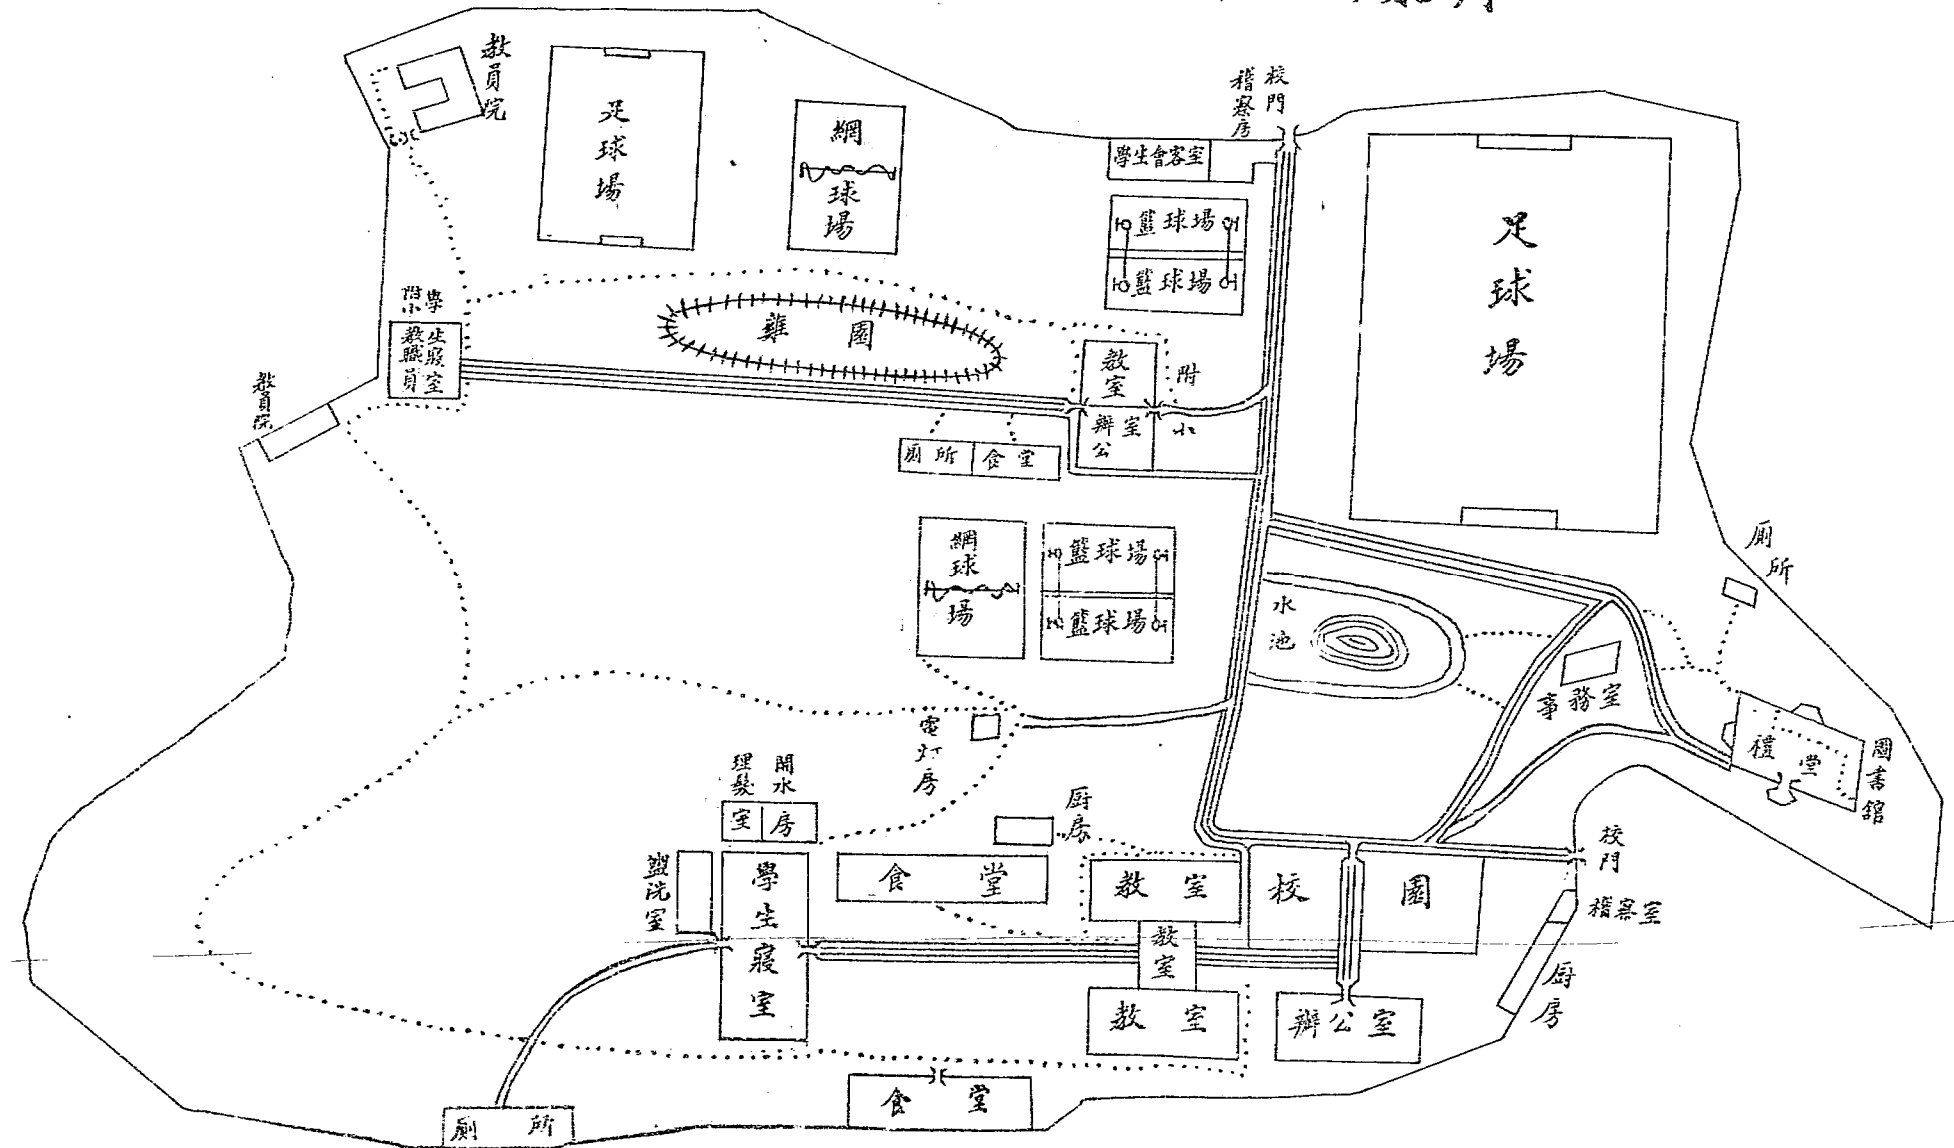 教員院
足球場
網球場
校門
稽察房
學生會客室
籃球場
籃球場
足球場
附小
學生寢室
教職員
雞園
教室
辦公室
附小
教員院
廁所
食堂
網球場
籃球場
籃球場
水池
廁所
事務室
禮堂
圖書館
電灯房
理髮室
開水房
厨房
盥洗室
學生寢室
食堂
教室
校園
校門
稽察室
教室
厨房
教室
辦公室
食堂
廁所